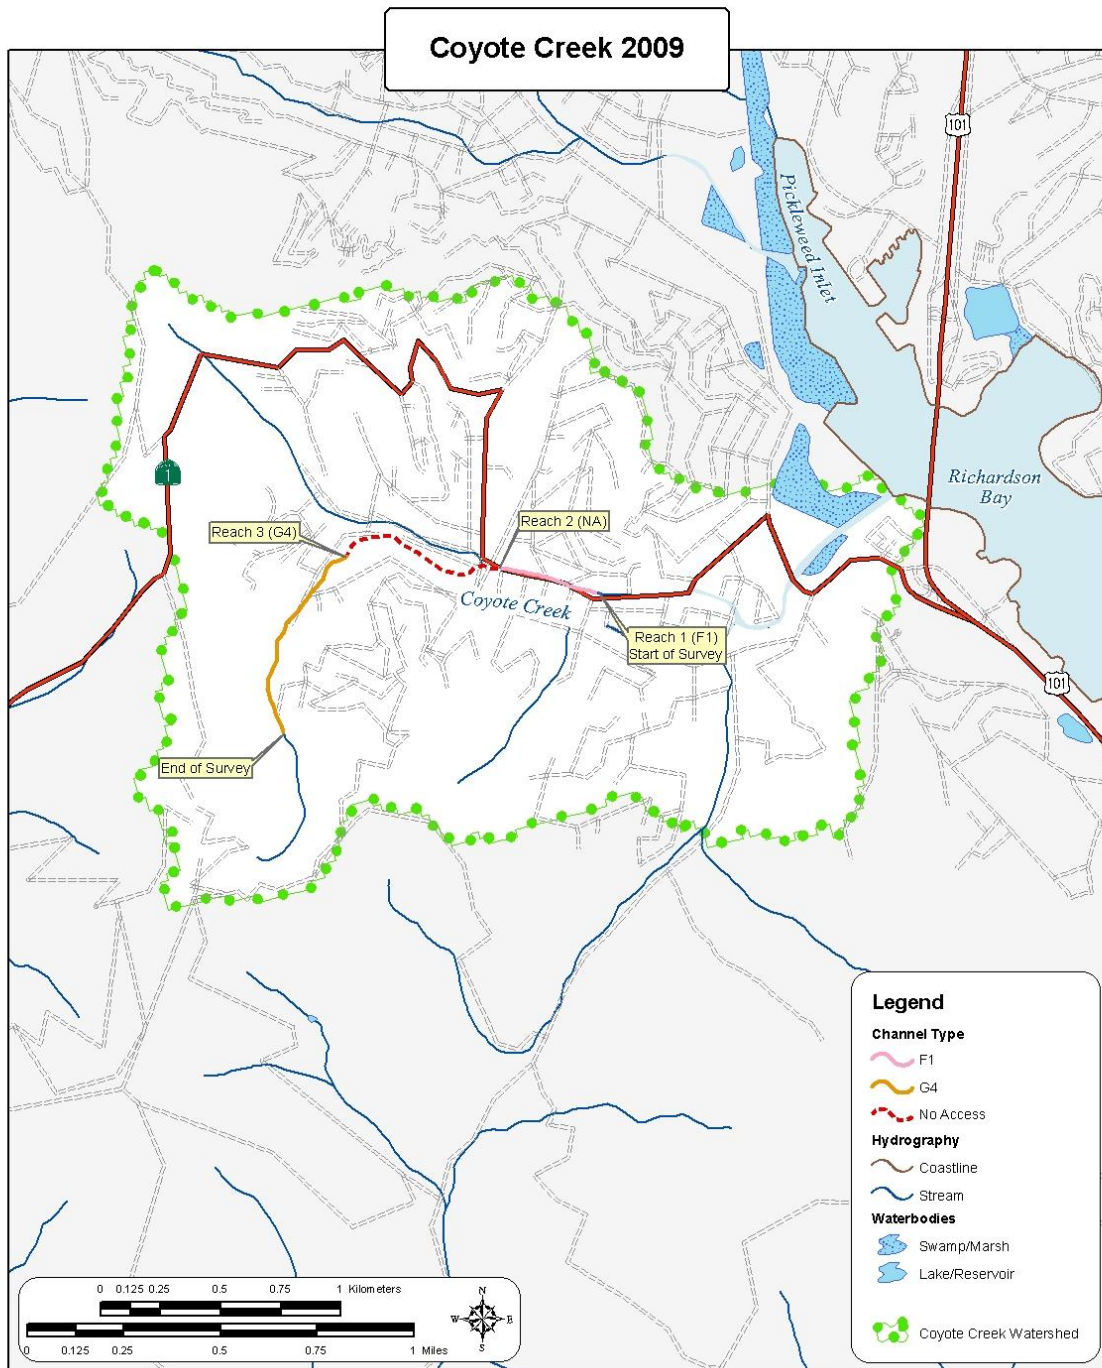 Coyote Creek 2009
101
Pickleweed Inlet
Richardson
Bay
1
Reach 3 (G4)
Reach 2 (NA)
Coyote Creek
Reach 1 (F1)
Start of Survey
101
End of Survey
Legend
Channel Type
F1
G4
No Access
Hydrography
Coastline
Stream
Waterbodies
Swamp/Marsh
Lake/Reservoir
Coyote Creek Watershed
0 0.125 0.25 0.5 0.75 1 Kilometers
0 0.125 0.25 0.5 0.75 1 Miles
N
W E
S